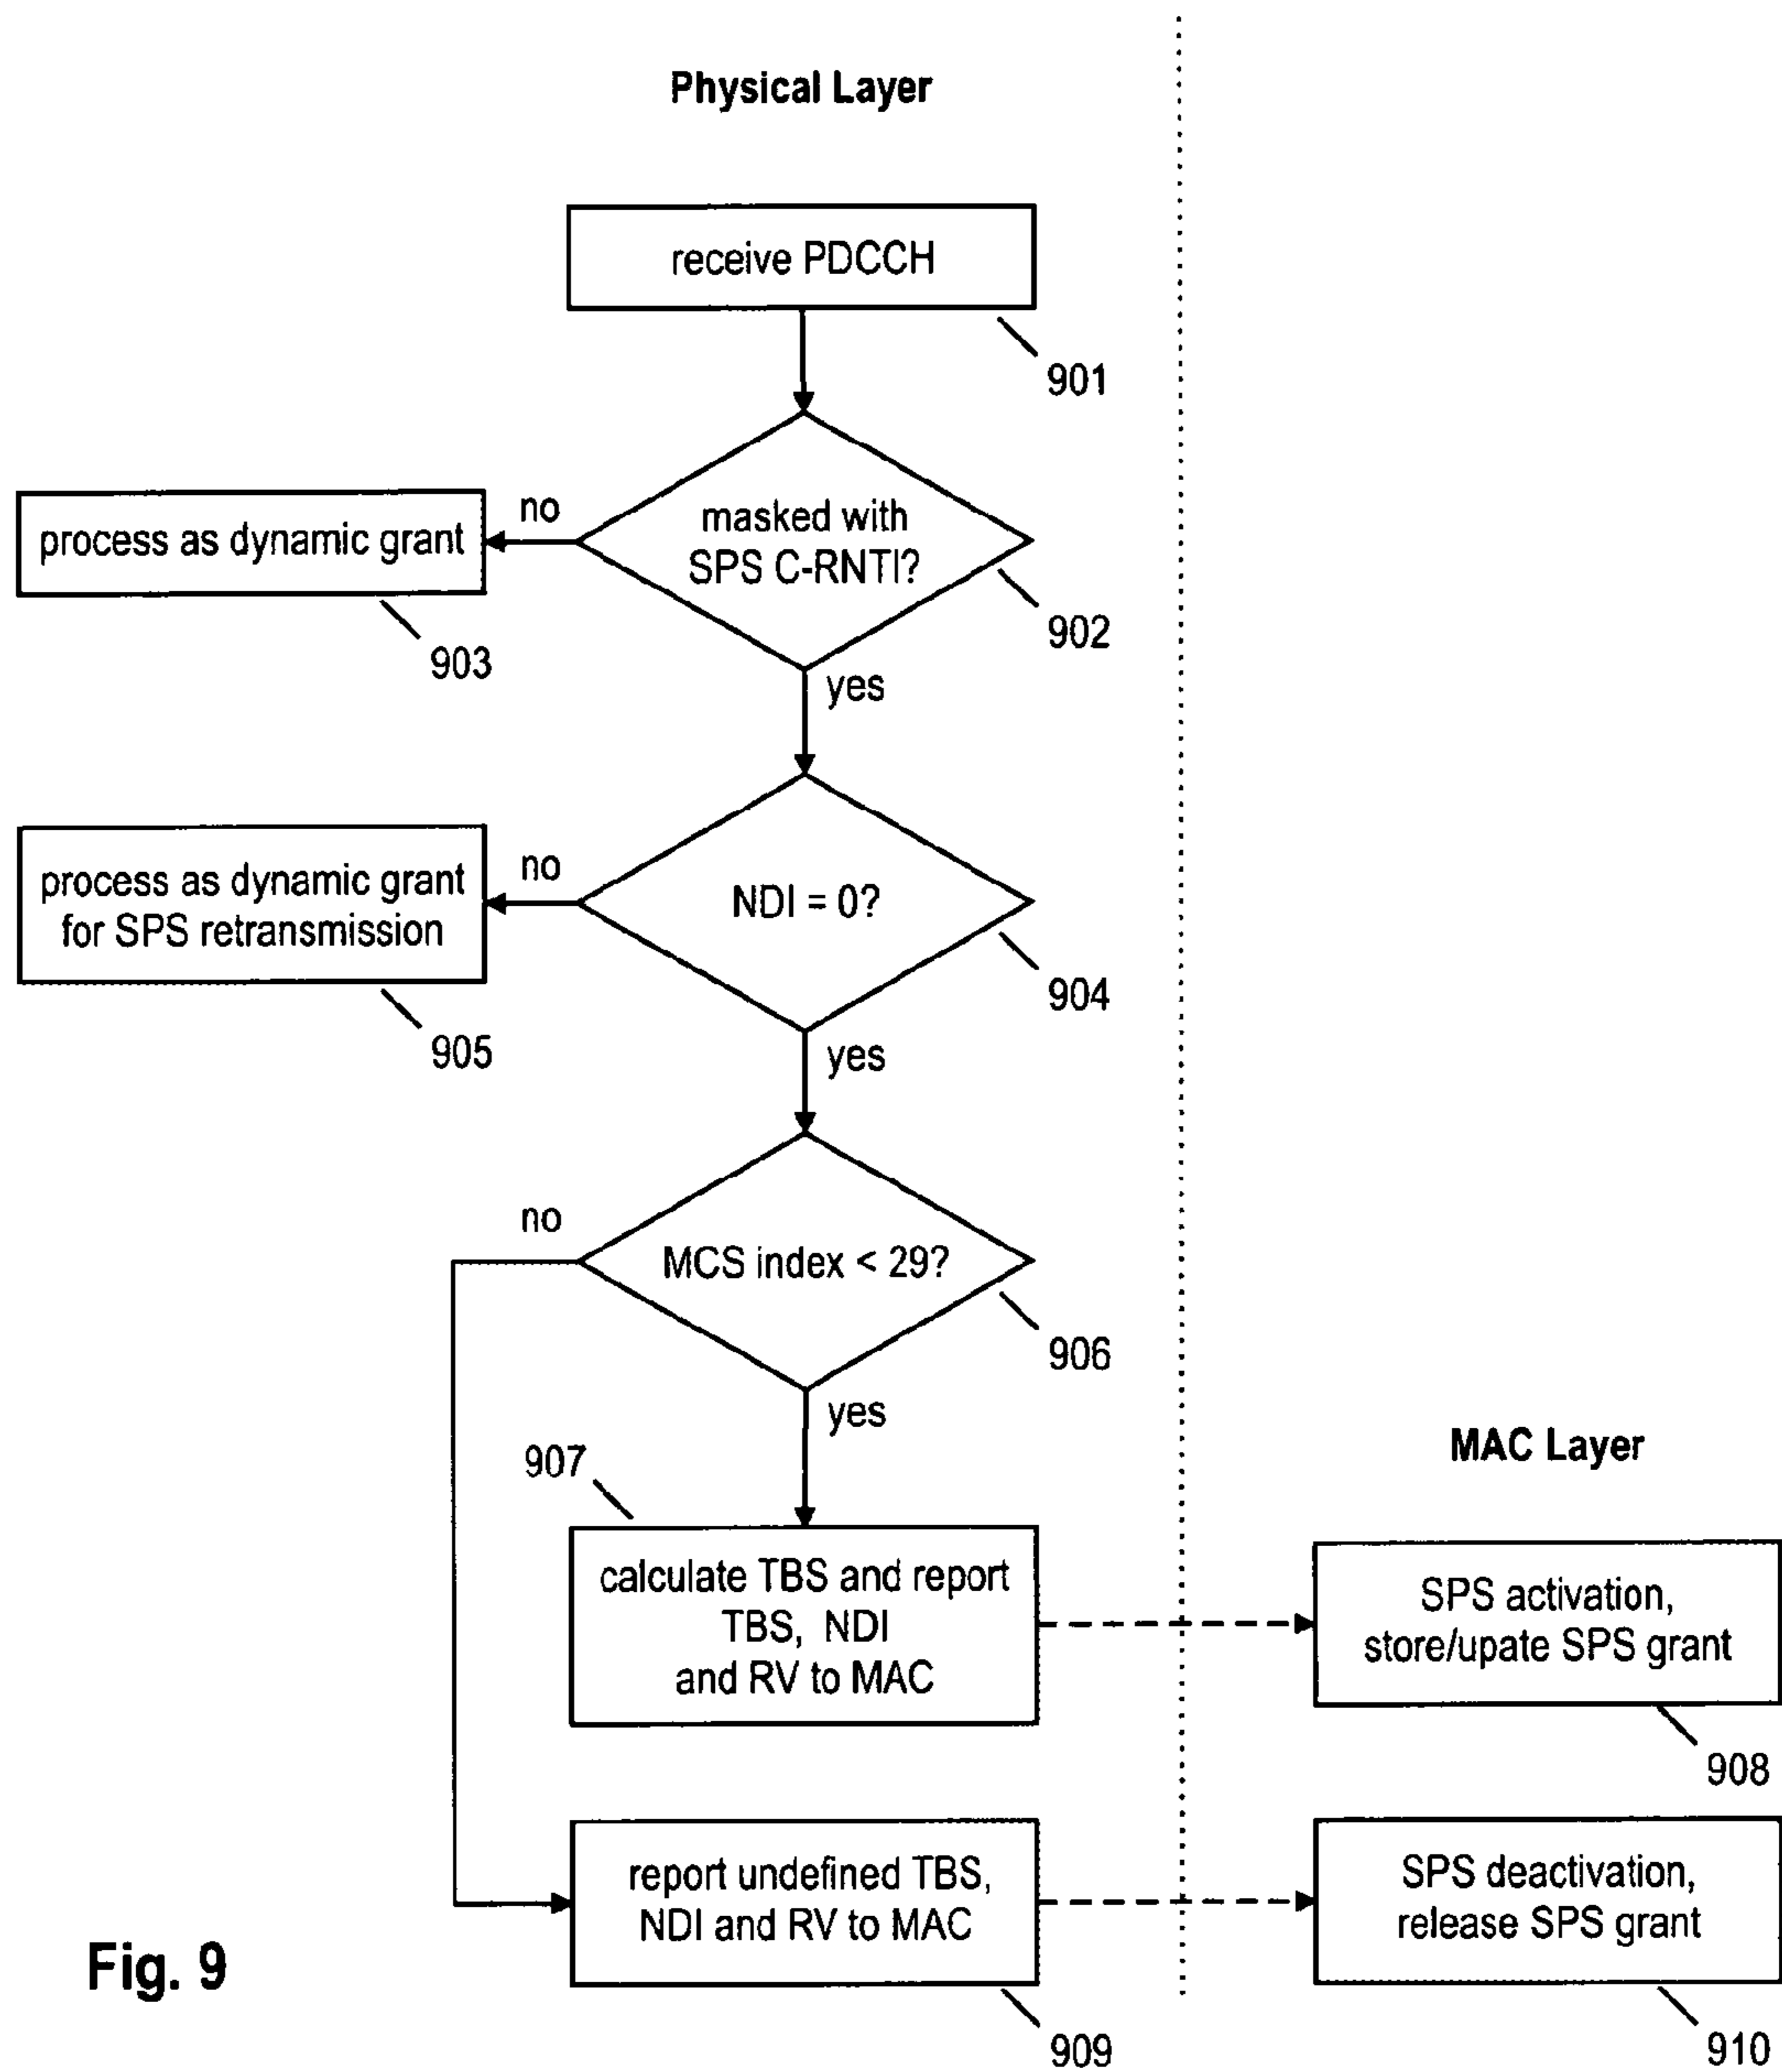 Physical Layer
receive PDCCH
901
masked with
SPS C-RNTI?
902
no
process as dynamic grant
903
yes
NDI = 0?
904
no
process as dynamic grant
for SPS retransmission
905
yes
MCS index < 29?
906
no
yes
907
calculate TBS and report
TBS, NDI
and RV to MAC
MAC Layer
SPS activation,
store/upate SPS grant
908
report undefined TBS,
NDI and RV to MAC
909
SPS deactivation,
release SPS grant
910
Fig. 9